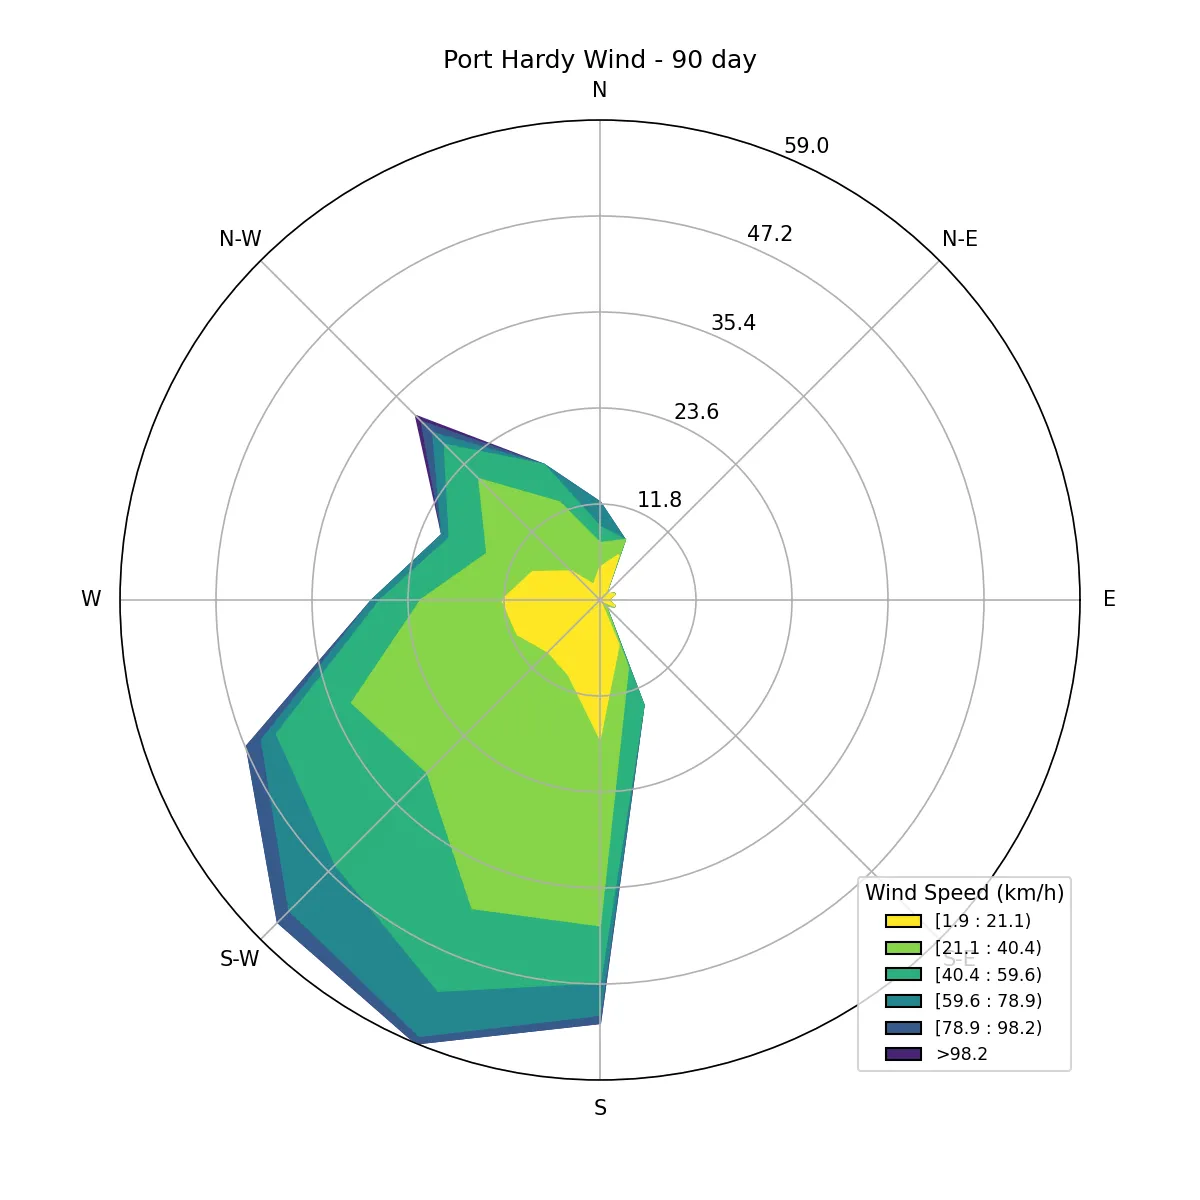 Port Hardy Wind - 90 day
N
59.0
47.2
N-W
N-E
35.4
23.6
11.8
W
E
S-W
S-E
S
Wind Speed (km/h)
[1.9 : 21.1)
[21.1 : 40.4)
[40.4 : 59.6)
[59.6 : 78.9)
[78.9 : 98.2)
>98.2